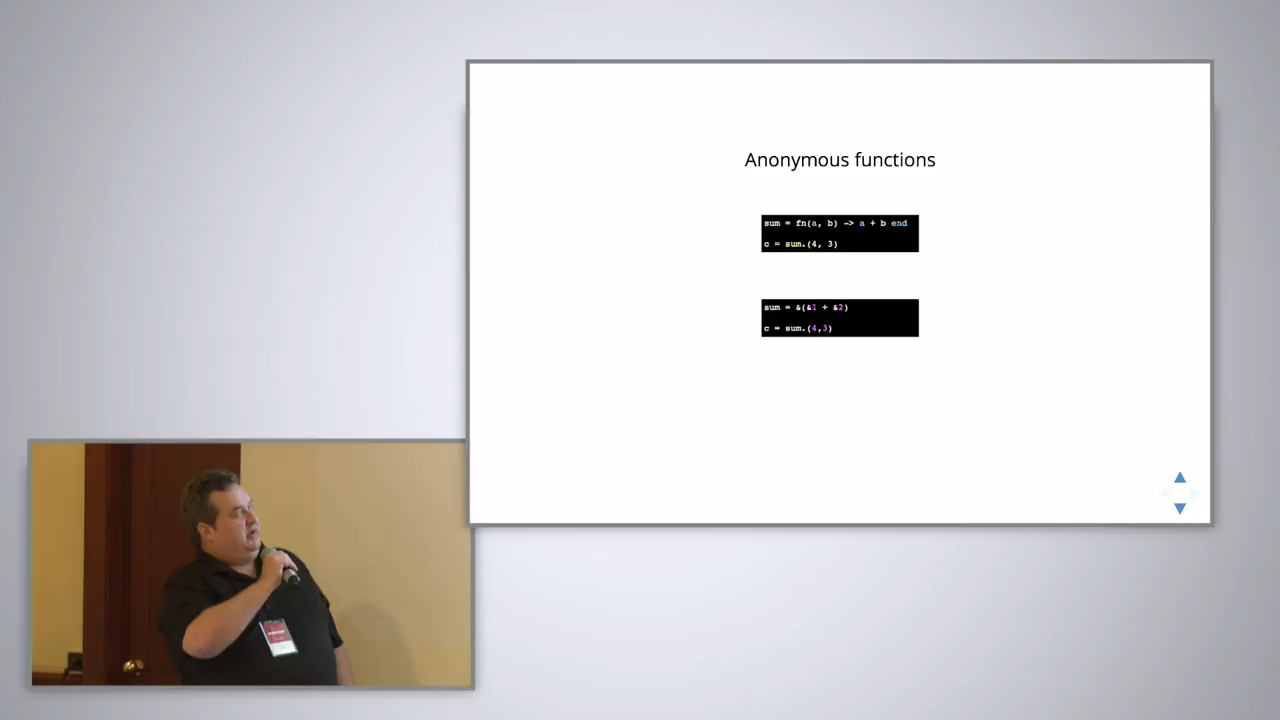 Anonymous functions
sum = fn(a, b) -> a + b end
c = sum.(4, 3)
sum = &(&1 + &2)
c = sum.(4,3)